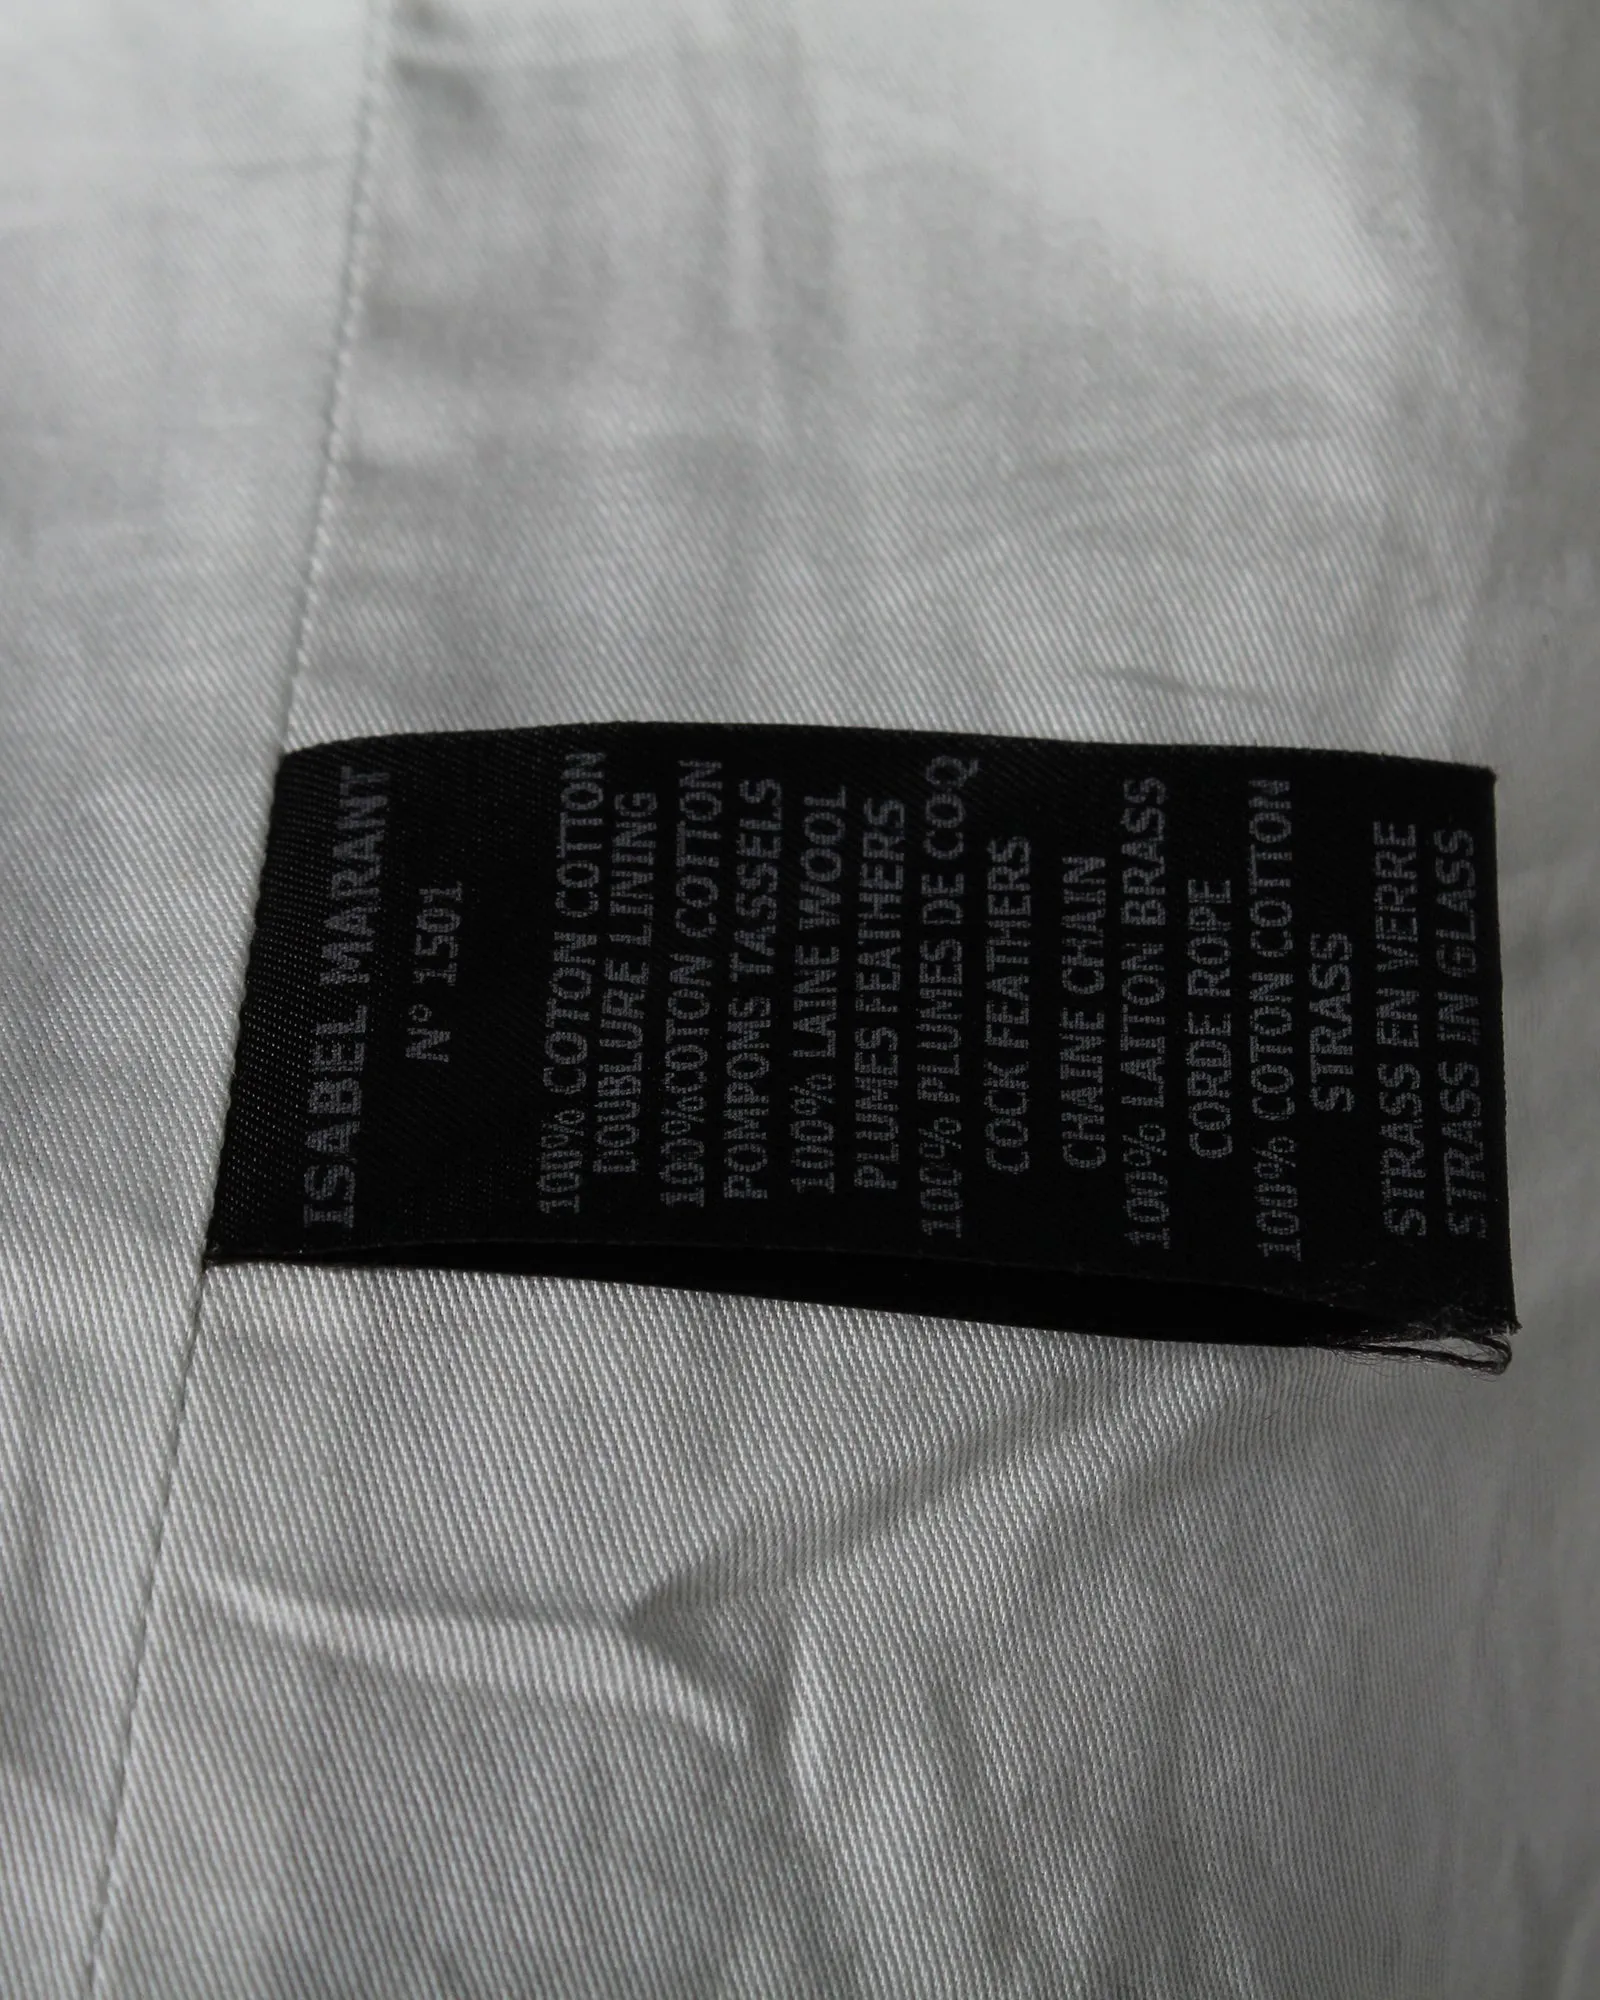 ISABEL MARANT
N° 1501
100% COTON COTTON
DOUBLURE LINING
100%COTON COTTON
POMPONS TASSELS
100% LAINE WOOL
PLUMES FEATHERS
100% PLUMES DE COQ
COCK FEATHERS
CHAINE CHAIN
100% LAITON BRASS
CORDE ROPE
100% COTON COTTON
STRASS
STRASS EN VERRE
STRASS IN GLASS